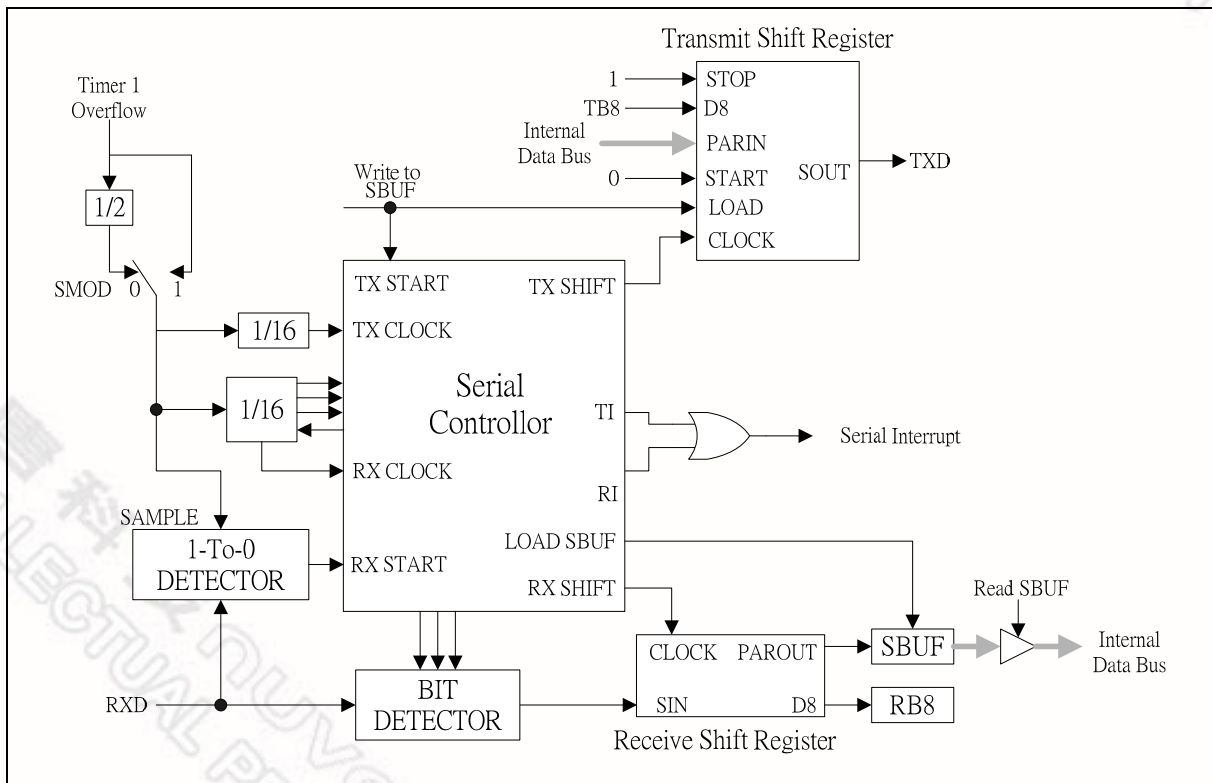 Transmit Shift Register
Timer 1
Overflow
1
STOP
TB8
D8
Internal
Data Bus
PARIN
SOUT
TXD
0
START
Write to
SBUF
LOAD
CLOCK
1/2
SMOD 0 1
TX START
TX SHIFT
1/16
TX CLOCK
Serial
Controllor
1/16
TI
Serial Interrupt
RX CLOCK
RI
SAMPLE
1-To-0
DETECTOR
RX START
LOAD SBUF
RX SHIFT
Read SBUF
CLOCK
PAROUT
SBUF
Internal
Data Bus
RXD
BIT
DETECTOR
SIN
D8
RB8
Receive Shift Register